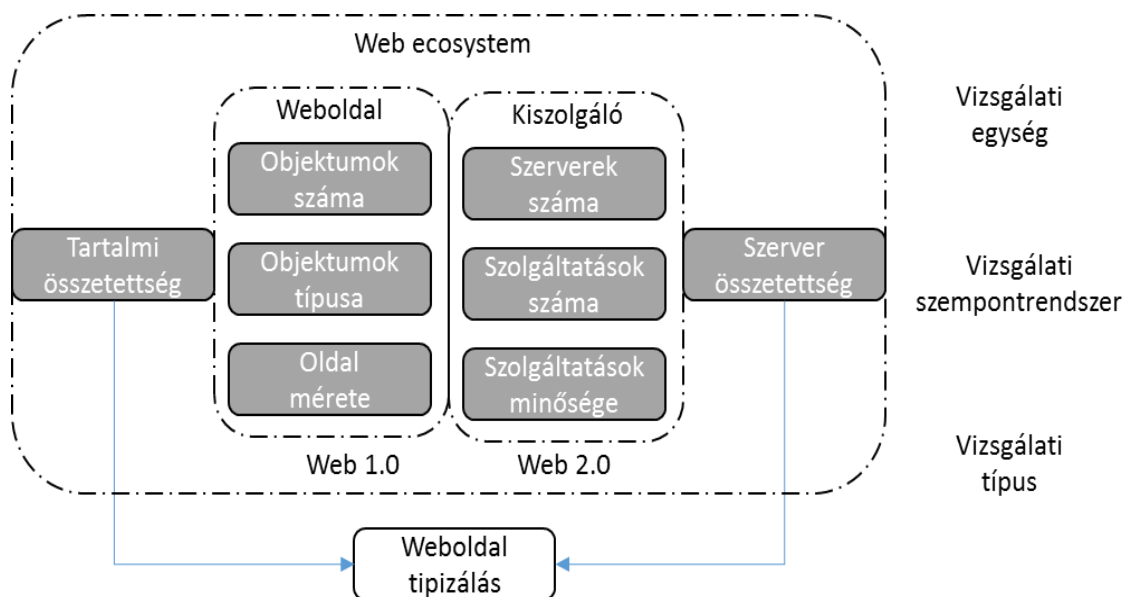 Web ecosystem
Weboldal
Kiszolgáló
Vizsgálati
egység
Objektumok
száma
Szerverek
száma
Tartalmi
összetettség
Objektumok
típusa
Szolgáltatások
száma
Szerver
összetettség
Vizsgálati
szempontrendszer
Oldal
mérete
Szolgáltatások
minősége
Web 1.0
Web 2.0
Vizsgálati
típus
Weboldal
tipizálás